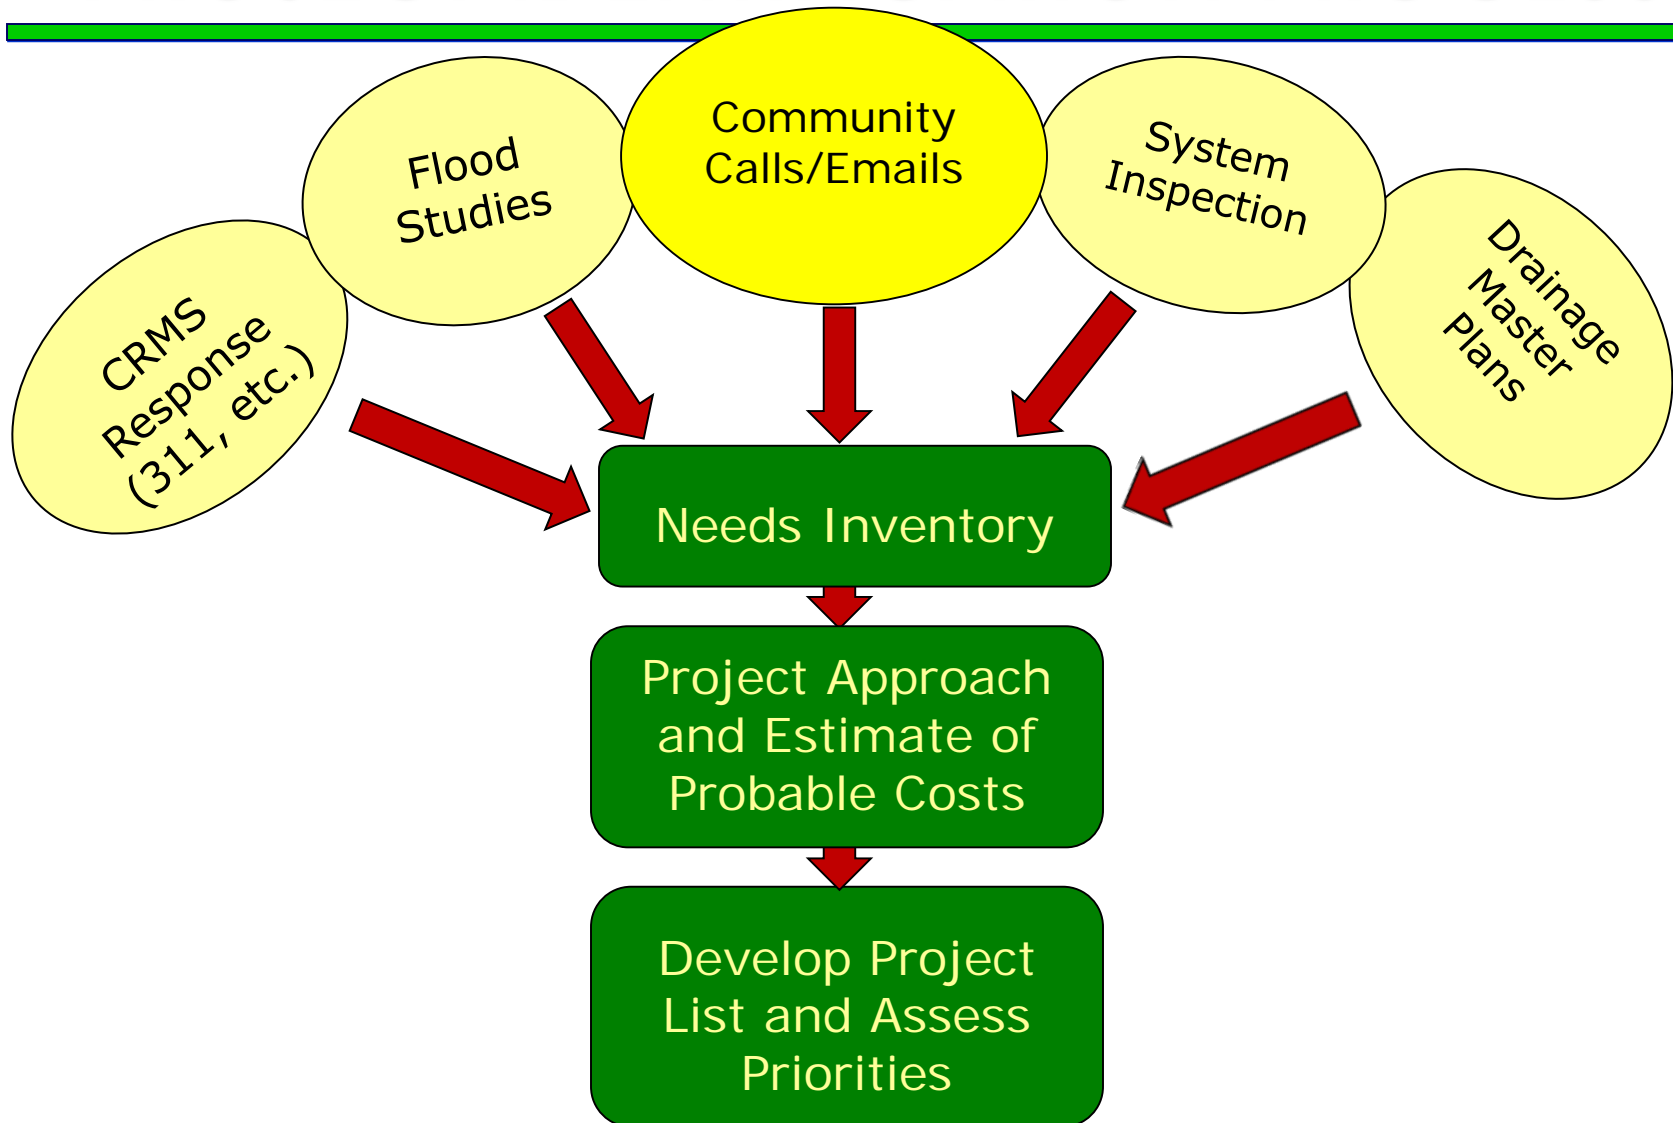 Community
Calls/Emails
Flood
Studies
System
Inspection
CRMS
Response
(311, etc.)
Drainage
Master
Plans
Needs Inventory
Project Approach
and Estimate of
Probable Costs
Develop Project
List and Assess
Priorities